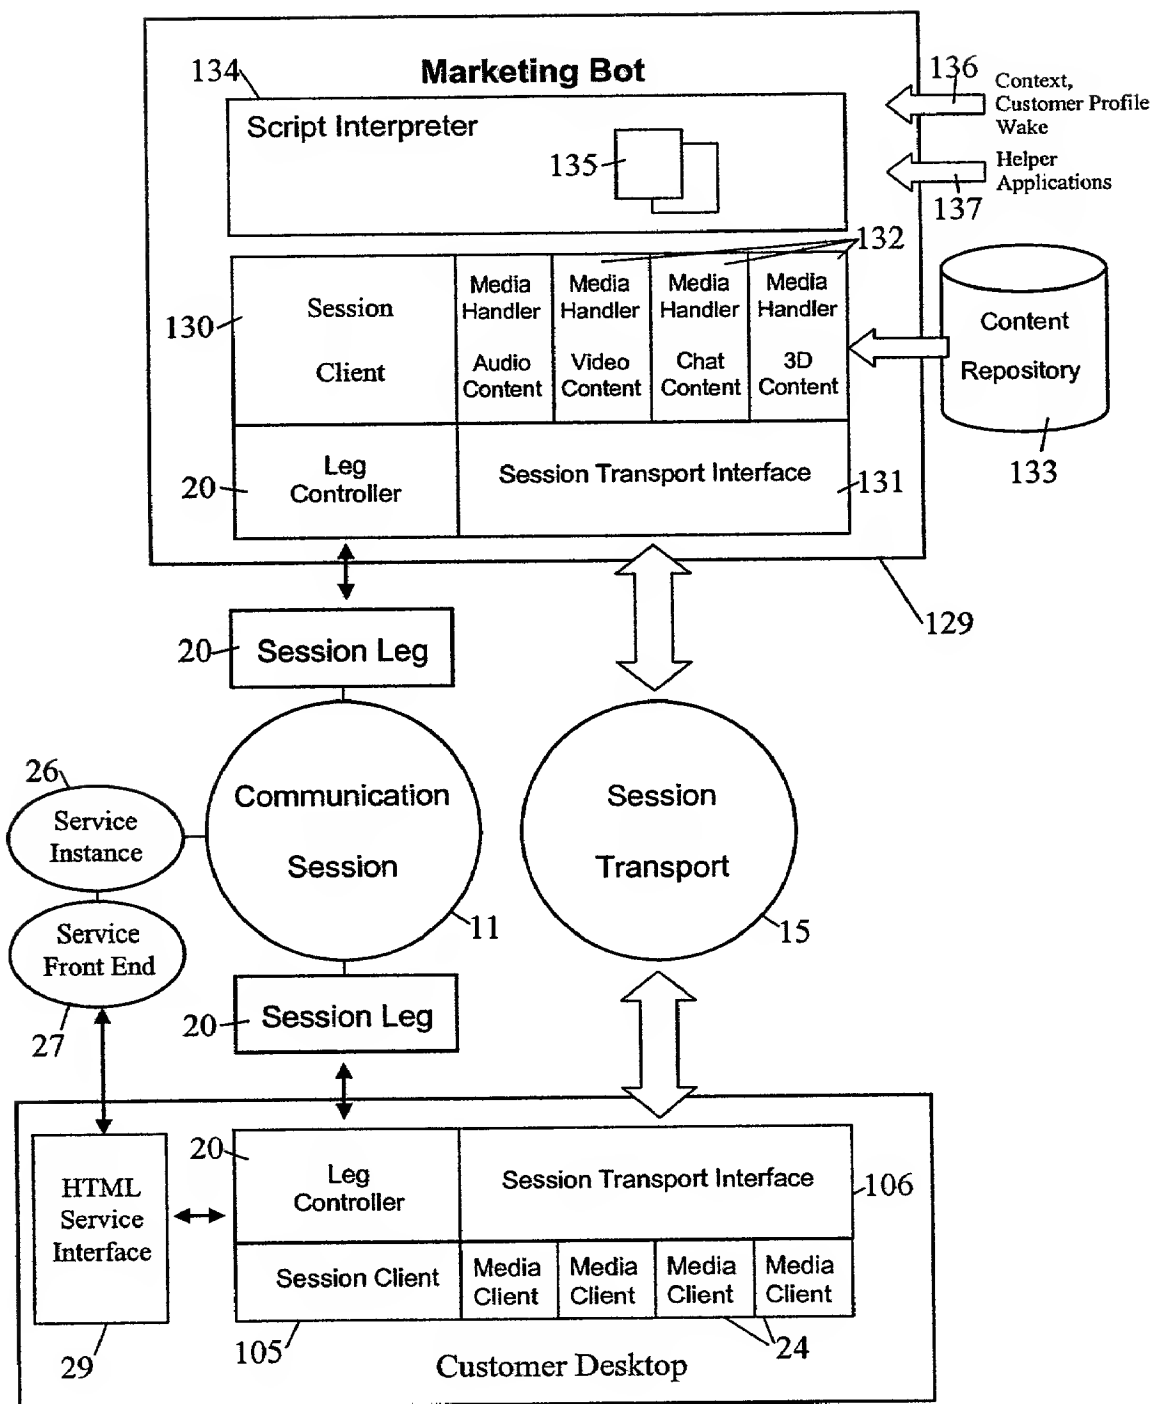 134
Marketing Bot
136
Context,
Customer Profile
Wake
Script Interpreter
135
Helper
Applications
137
132
130
Session
Client
Media
Handler
Audio
Content
Media
Handler
Video
Content
Media
Handler
Chat
Content
Media
Handler
3D
Content
Content
Repository
133
20
Leg
Controller
Session Transport Interface
131
129
20
Session Leg
26
Service
Instance
Communication
Session
11
Session
Transport
15
Service
Front End
27
20
Session Leg
20
HTML
Service
Interface
29
Leg
Controller
Session Transport Interface
106
Session Client
Media
Client
Media
Client
Media
Client
Media
Client
105
24
Customer Desktop